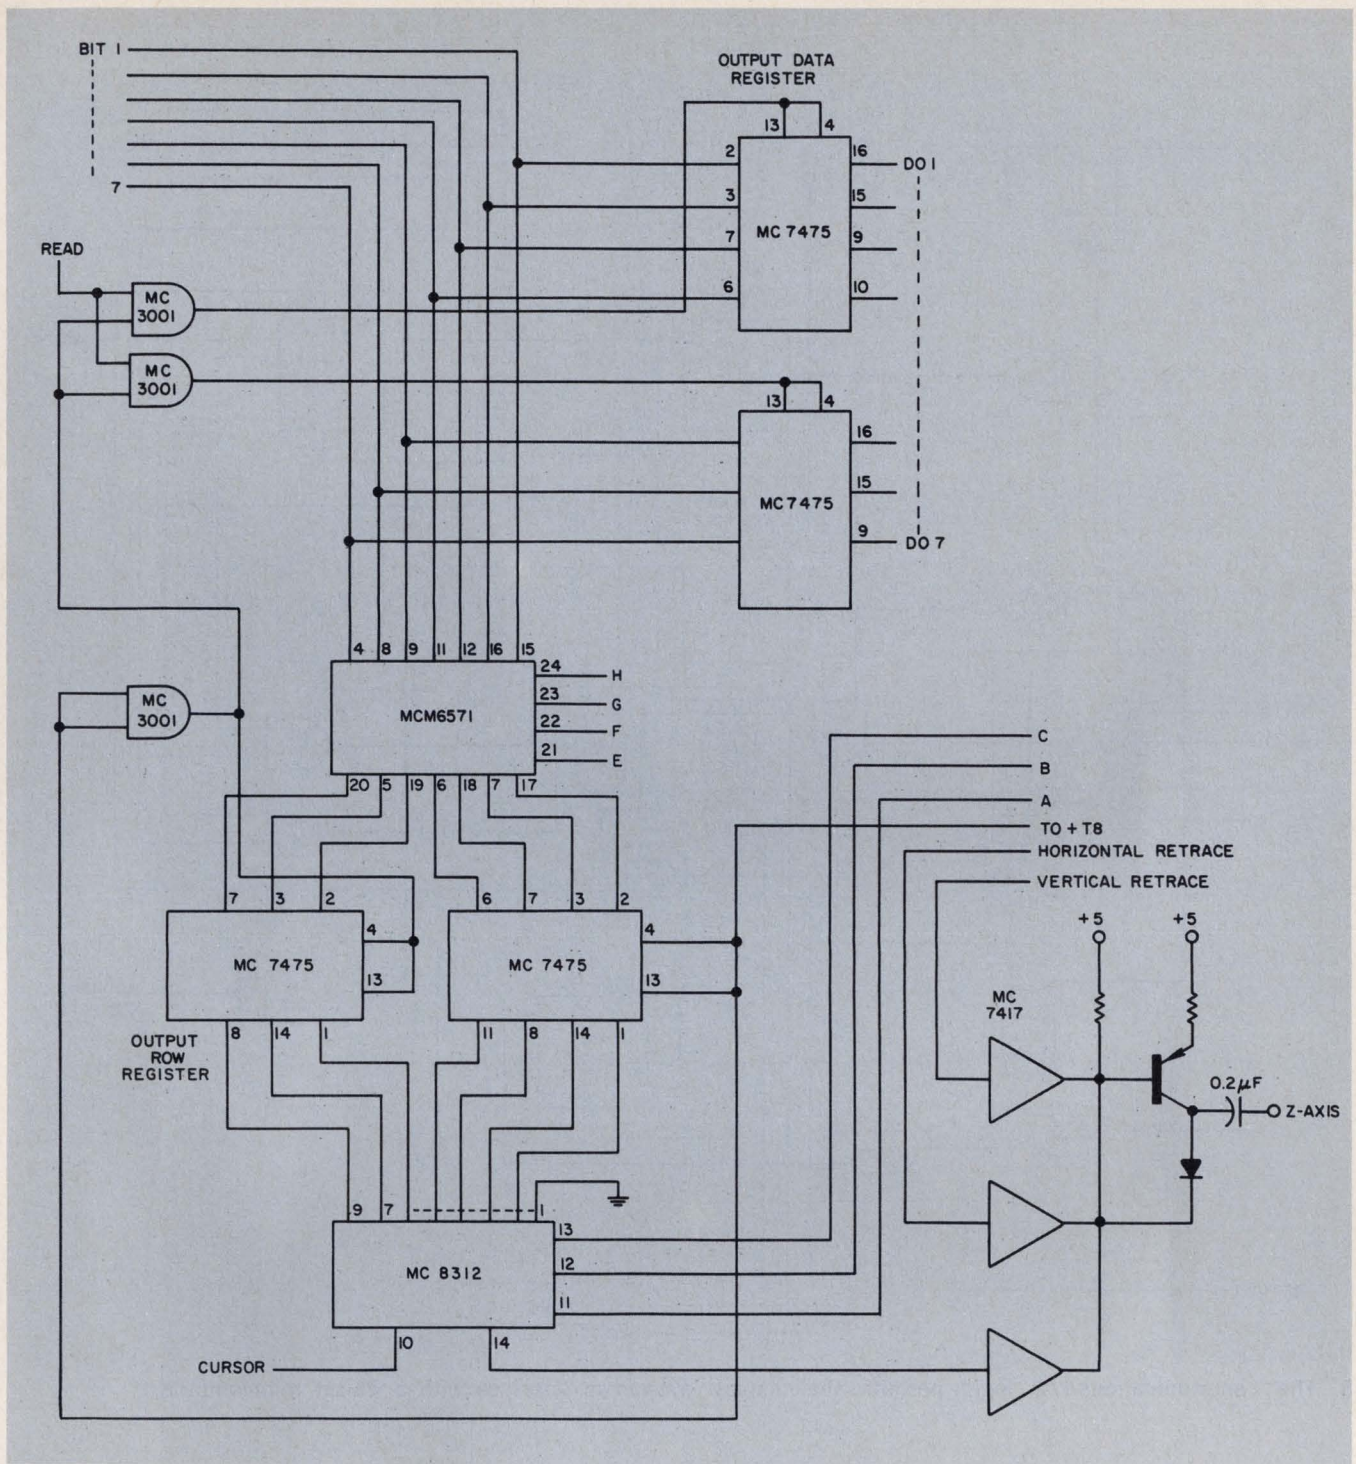 BIT 1
7
READ
OUTPUT DATA
REGISTER
13
4
2
16
DO 1
3
15
MC 7475
7
9
6
10
MC
3001
MC
3001
13
4
16
MC7475
15
9
DO 7
4
8
9
11
12
16
15
24
H
23
G
MCM6571
22
F
21
E
MC
3001
20
5
19
6
18
7
17
C
B
A
TO + T8
HORIZONTAL RETRACE
VERTICAL RETRACE
7
3
2
6
7
3
2
+5
+5
4
4
MC 7475
MC 7475
13
13
MC
7417
8
14
1
11
8
14
1
OUTPUT
ROW
REGISTER
0.2μF
Z-AXIS
9
7
1
13
MC 8312
12
11
10
14
CURSOR